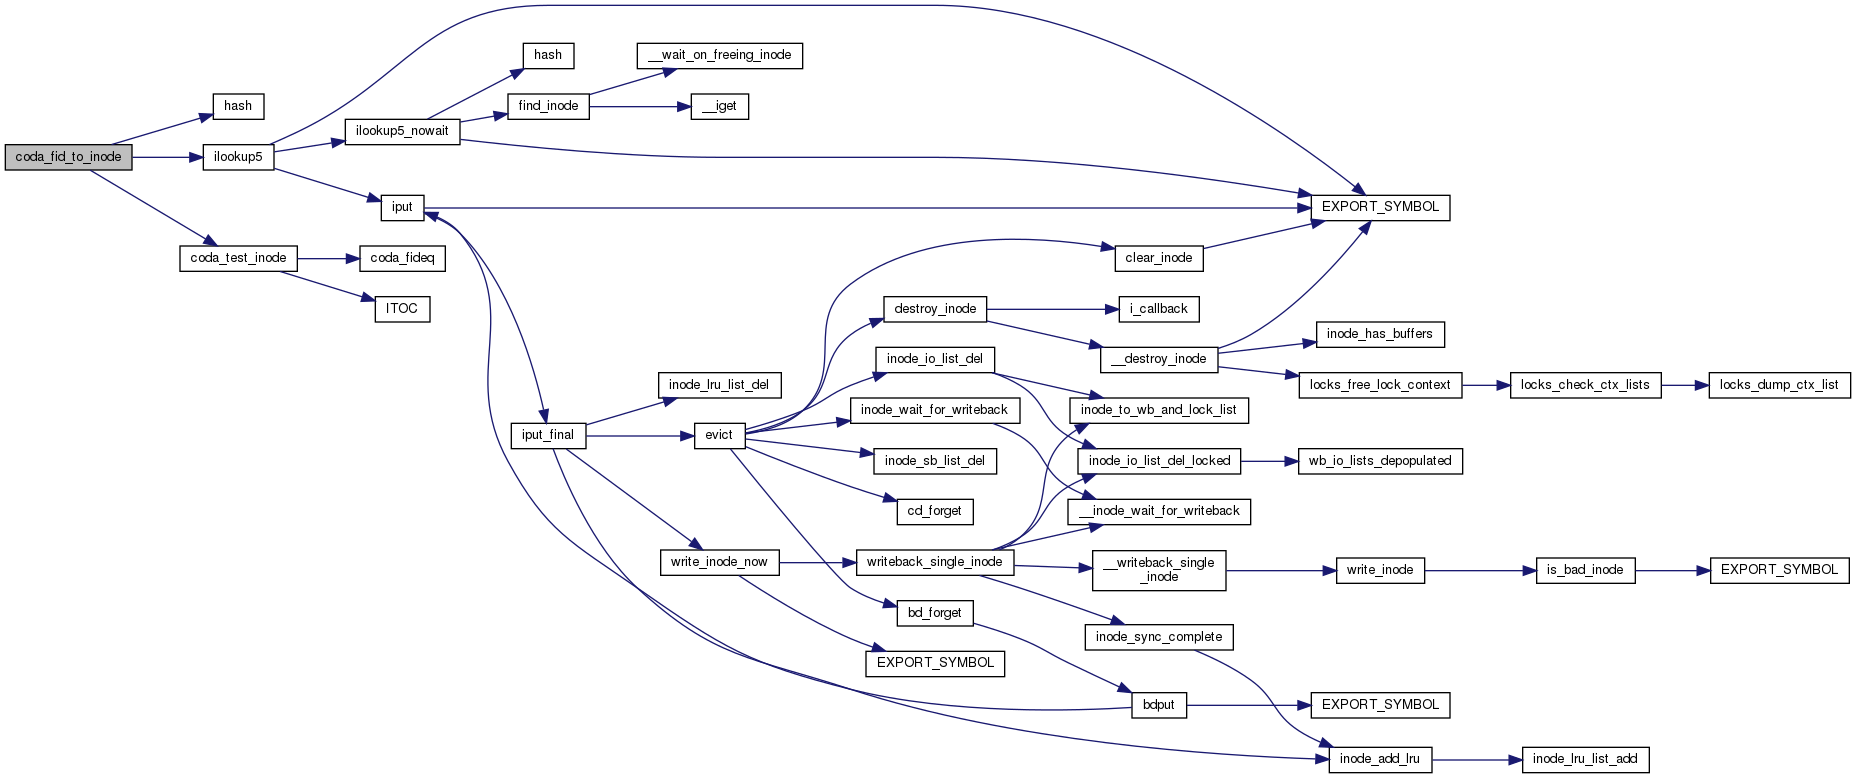 coda_fid_to_inode
hash
ilookup5
coda_test_inode
ilookup5_nowait
iput
coda_fideq
ITOC
hash
find_inode
__wait_on_freeing_inode
__iget
EXPORT_SYMBOL
iput_final
inode_lru_list_del
evict
write_inode_now
clear_inode
destroy_inode
inode_io_list_del
inode_wait_for_writeback
inode_sb_list_del
cd_forget
writeback_single_inode
bd_forget
EXPORT_SYMBOL
i_callback
__destroy_inode
inode_to_wb_and_lock_list
inode_io_list_del_locked
__inode_wait_for_writeback
__writeback_single
_inode
inode_sync_complete
bdput
inode_has_buffers
locks_free_lock_context
wb_io_lists_depopulated
write_inode
EXPORT_SYMBOL
inode_add_lru
locks_check_ctx_lists
is_bad_inode
inode_lru_list_add
locks_dump_ctx_list
EXPORT_SYMBOL